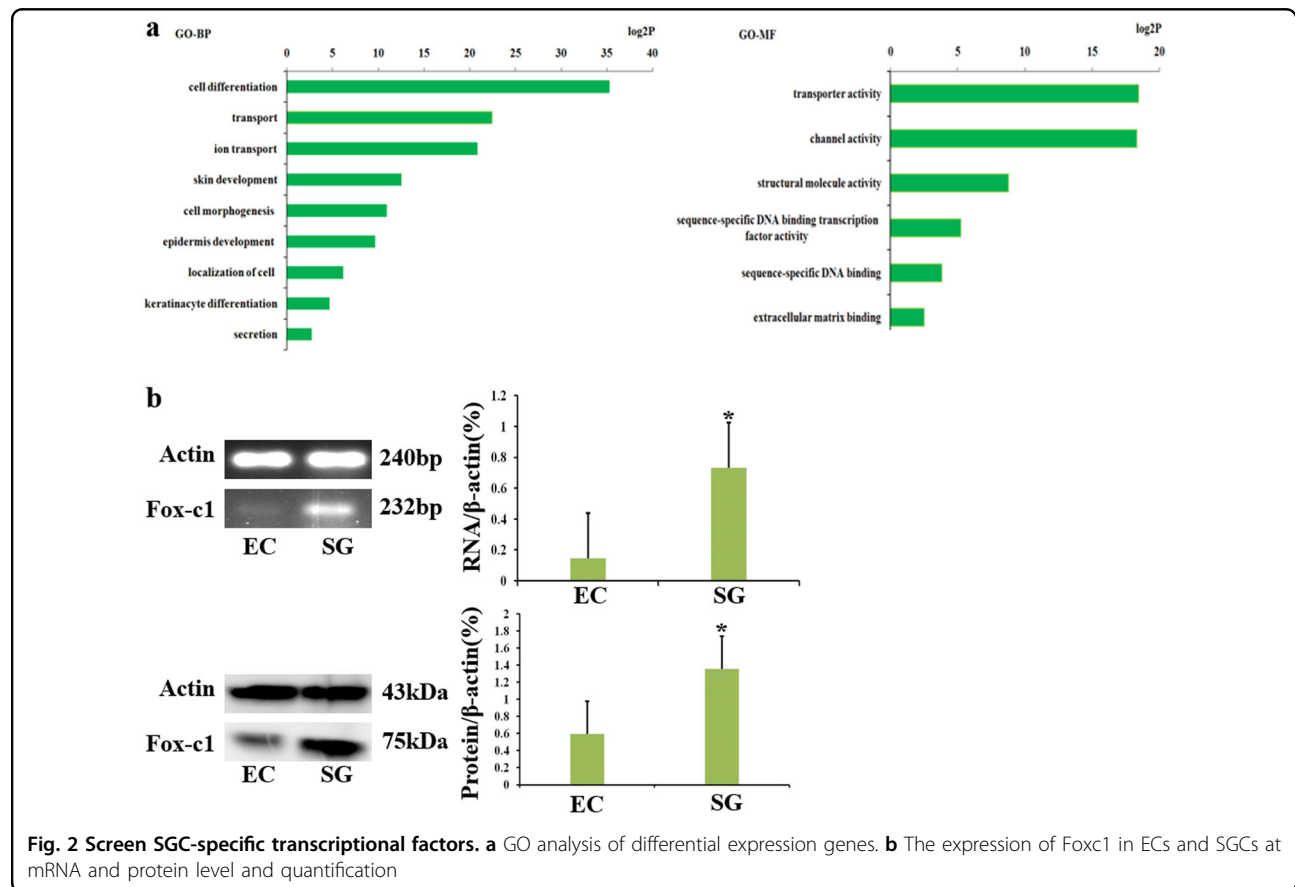 a
GO-BP
log2P
0 5 10 15 20 25 30 35 40
cell differentiation
transport
ion transport
skin development
cell morphogenesis
epidermis development
localization of cell
keratinacyte differentiation
secretion
GO-MF
log2P
0 5 10 15 20
transporter activity
channel activity
structural molecule activity
sequence-specific DNA binding transcription
factor activity
sequence-specific DNA binding
extracellular matrix binding
b
Actin
240bp
Fox-c1
232bp
EC SG
RNA/β-actin(%)
1.2
1
0.8
0.6
0.4
0.2
0
*
EC SG
Actin
43kDa
Fox-c1
75kDa
EC SG
Protein/β-actin(%)
2
1.8
1.6
1.4
1.2
1
0.8
0.6
0.4
0.2
0
*
EC SG
Fig. 2 Screen SGC-specific transcriptional factors. a GO analysis of differential expression genes. b The expression of Foxc1 in ECs and SGCs at
mRNA and protein level and quantification